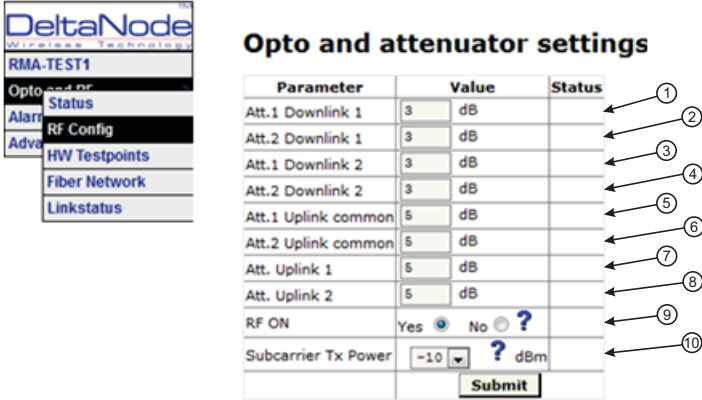 DeltaNode
TM
Wireless Technology
RMA-TEST1
Opto and RF
Status
RF Config
HW Testpoints
Fiber Network
Linkstatus
Opto and attenuator settings
Parameter Value Status
Att.1 Downlink 1 3 dB 1
Att.2 Downlink 1 3 dB 2
Att.1 Downlink 2 3 dB 3
Att.2 Downlink 2 3 dB 4
Att.1 Uplink common 5 dB 5
Att.2 Uplink common 5 dB 6
Att. Uplink 1 5 dB 7
Att. Uplink 2 5 dB 8
RF ON Yes No ? 9
Subcarrier Tx Power -10 ? dBm 10
Submit